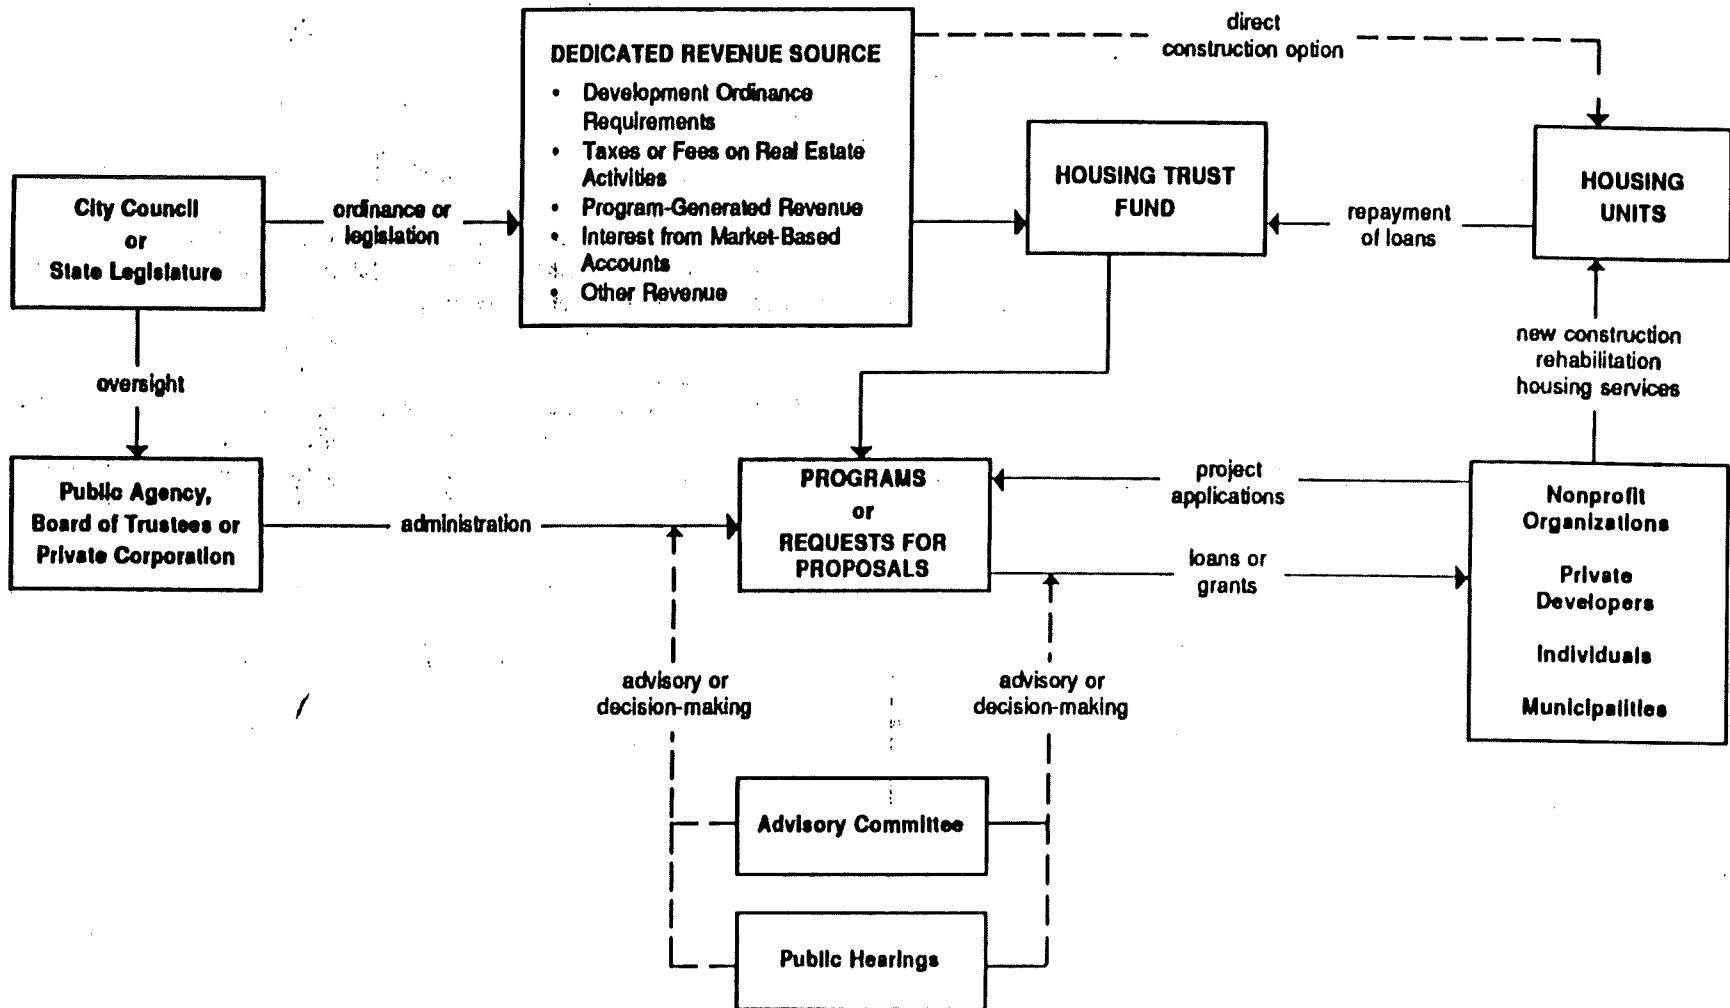 direct
construction option
DEDICATED REVENUE SOURCE
• Development Ordinance
Requirements
• Taxes or Fees on Real Estate
Activities
• Program-Generated Revenue
• Interest from Market-Based
Accounts
• Other Revenue
HOUSING TRUST
FUND
HOUSING
UNITS
City Council
or
State Legislature
ordinance or
legislation
repayment
of loans
oversight
new construction
rehabilitation
housing services
Public Agency,
Board of Trustees or
Private Corporation
administration
PROGRAMS
or
REQUESTS FOR
PROPOSALS
project
applications
loans or
grants
Nonprofit
Organizations
Private
Developers
Individuals
Municipalities
advisory or
decision-making
advisory or
decision-making
Advisory Committee
Public Hearings